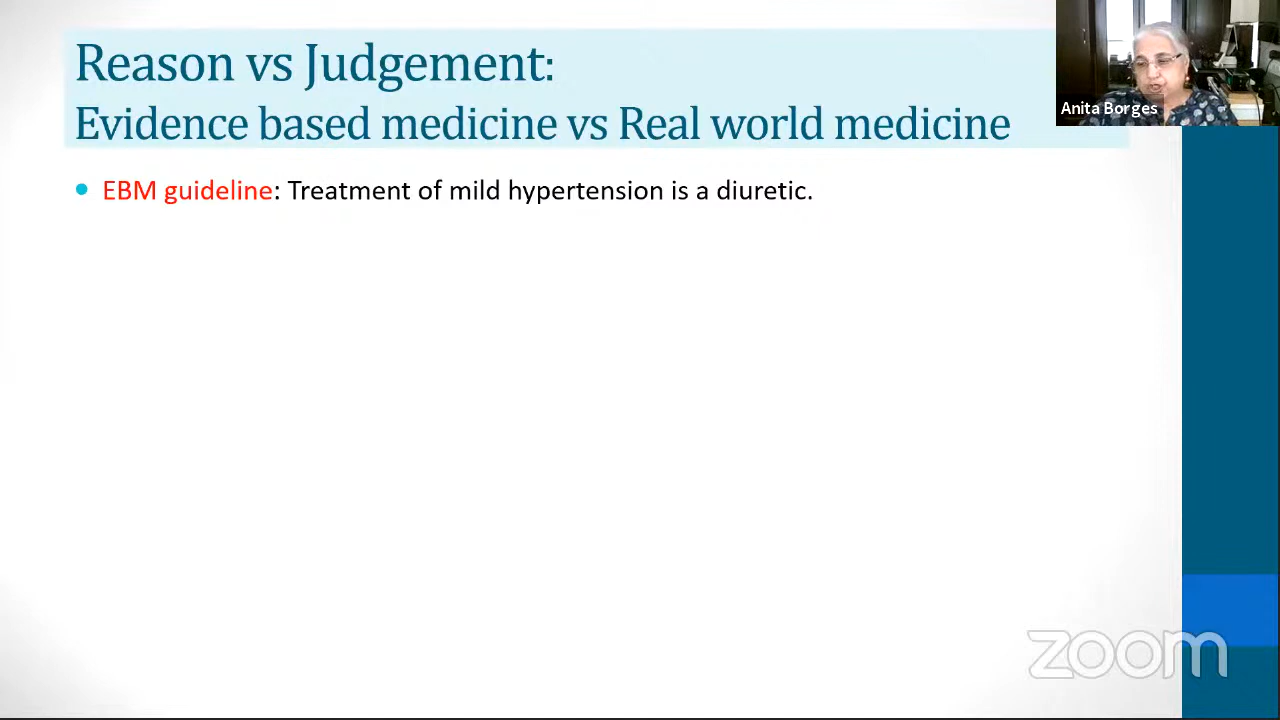 Reason vs Judgement:
Evidence based medicine vs Real world medicine
Anita Borges
• EBM guideline: Treatment of mild hypertension is a diuretic.
zoom